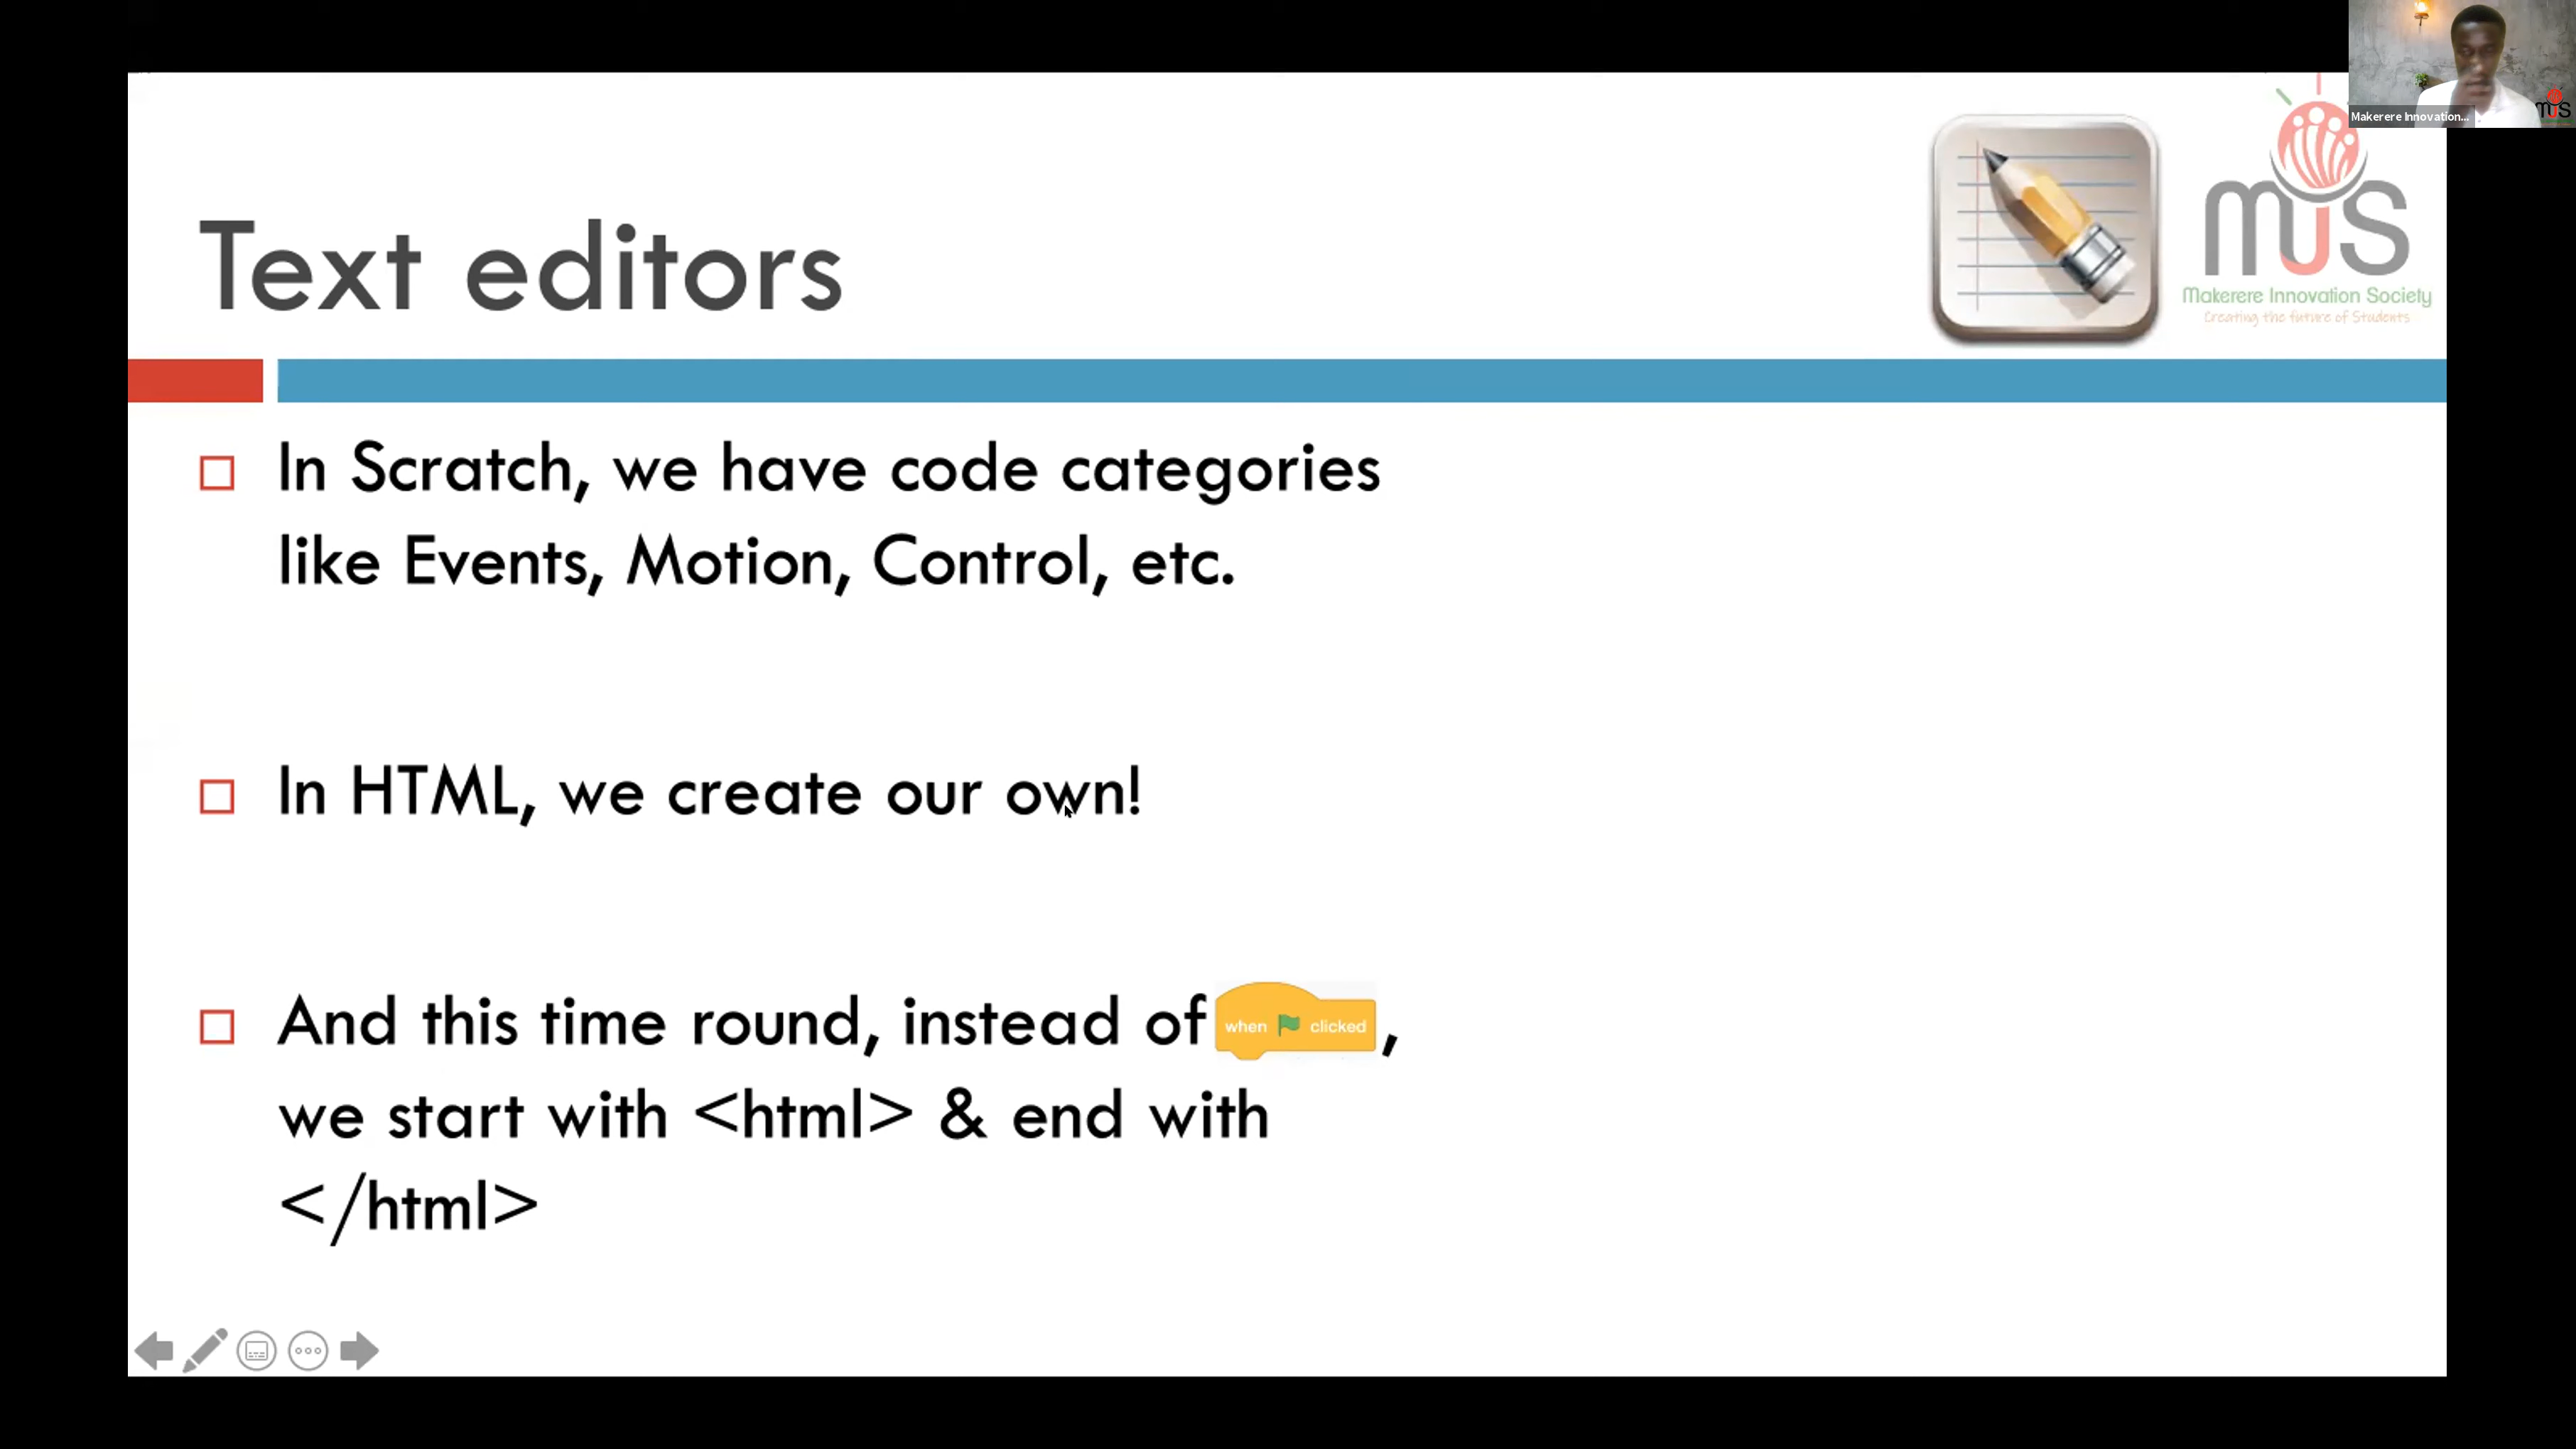 Makerere Innovation...
mis
Text editors
mis
Makerere Innovation Society
Creating the future of Students
In Scratch, we have code categories
like Events, Motion, Control, etc.
In HTML, we create our own!
And this time round, instead of when clicked,
we start with <html> & end with
</html>